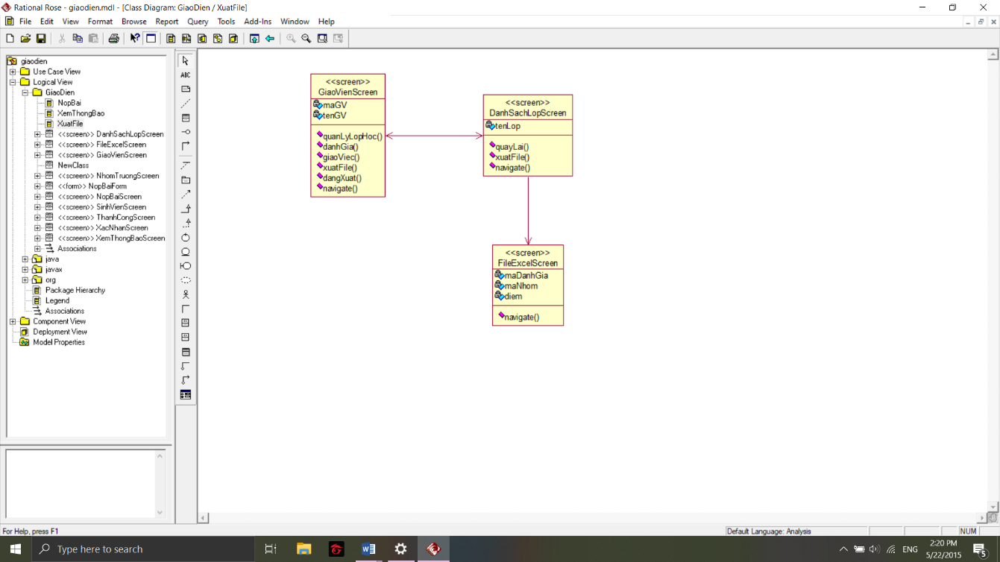 Rational Rose - giaodien.mdl - [Class Diagram: GiaoDien / XuatFile]
File Edit View Format Browse Report Query Tools Add-Ins Window Help
ABC
giaodien
Use Case View
Logical View
GiaoDien
NopBai
XemThongBao
XuatFile
<<screen>> DanhSachLopScreen
<<screen>> FileExcelScreen
<<screen>> GiaoVienScreen
NewClass
<<screen>> NhomTruongScreen
<<form>> NopBaiForm
<<screen>> NopBaiScreen
<<screen>> SinhVienScreen
<<screen>> ThanhCongScreen
<<screen>> XacNhanScreen
<<screen>> XemThongBaoScreen
Associations
java
javax
org
Package Hierarchy
Legend
Associations
Component View
Deployment View
Model Properties
<<screen>>
GiaoVienScreen
maGV
tenGV
quanLyLopHoc()
danhGia()
giaoViec()
xuatFile()
dangXuat()
navigate()
<<screen>>
DanhSachLopScreen
tenLop
quayLai()
xuatFile()
navigate()
<<screen>>
FileExcelScreen
maDanhGia
maNhom
diem
navigate()
For Help, press F1
Default Language: Analysis
NUM
Type here to search
ENG
2:20 PM
5/22/2015
5